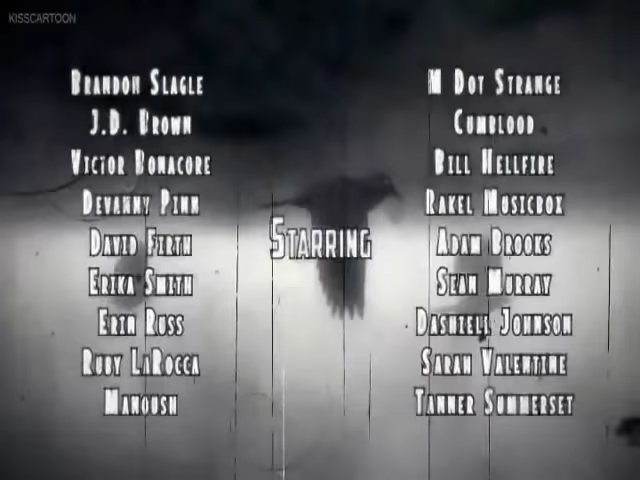 KISSCARTOON
Brandon Slagle
J.D. Brown
Victor Bonacore
Devanny Pinn
David Firth
Erika Smith
Erin Russ
Ruby LaRocca
Manoush
Starring
M Dot Strange
Cumblood
Bill Hellfire
Rakel Musicbox
Adam Brooks
Sean Murray
Dashiell Johnson
Sarah Valentine
Tanner Summerset